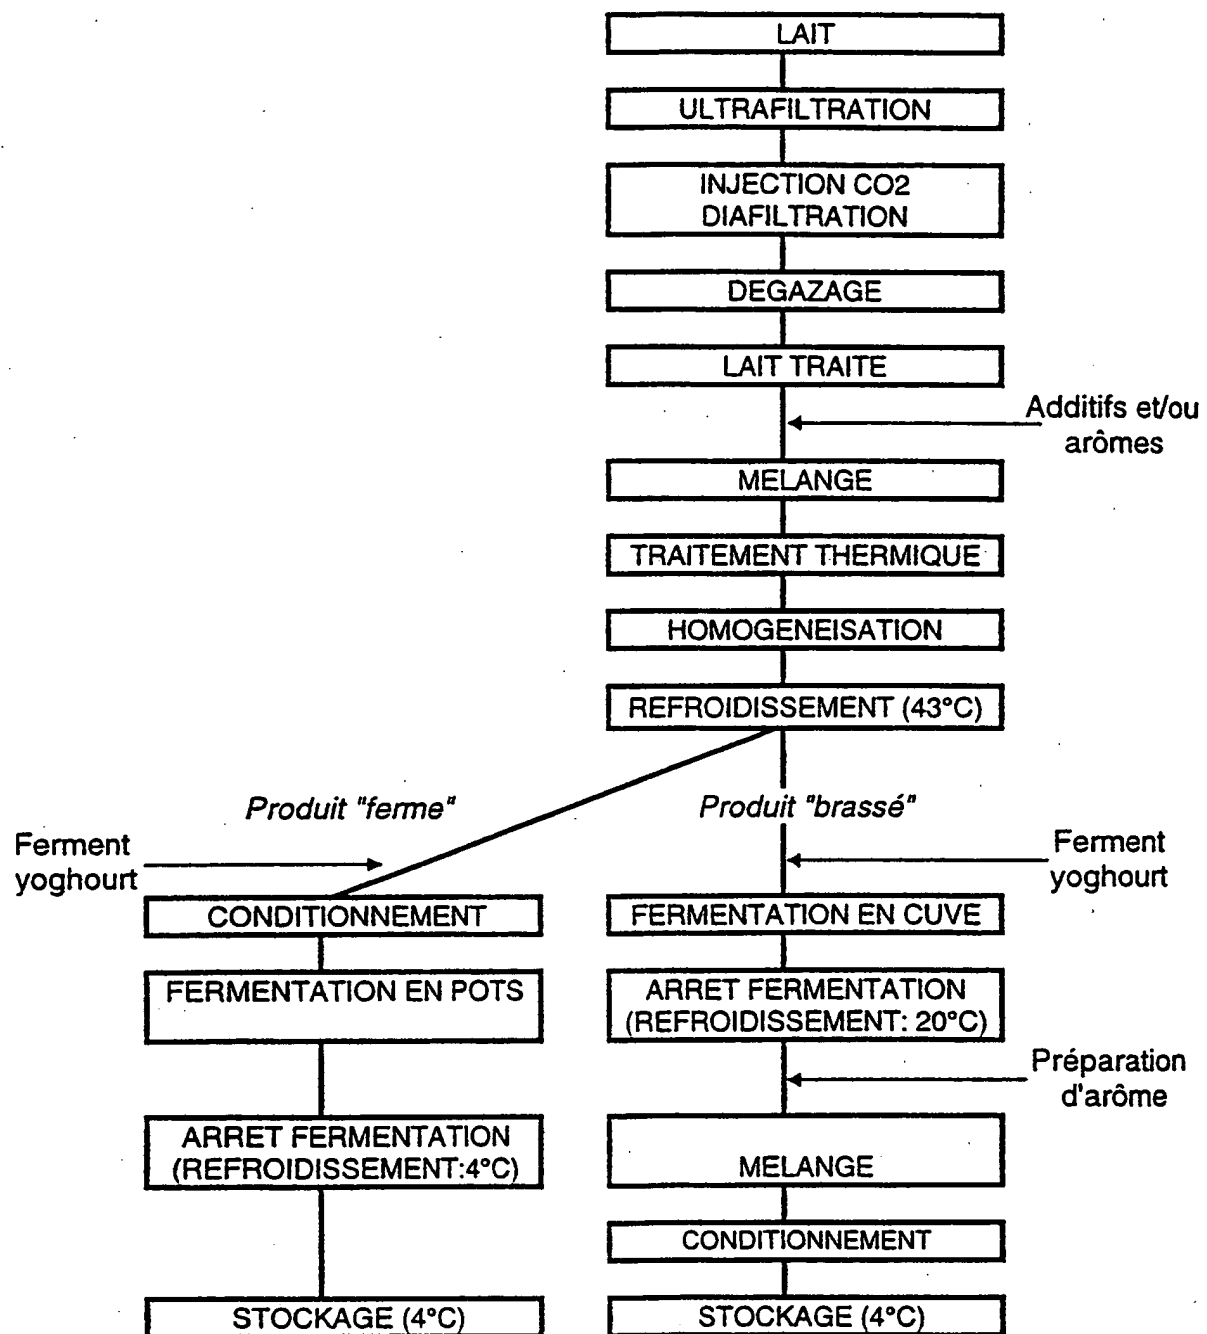 LAIT
ULTRAFILTRATION
INJECTION CO2
DIAFILTRATION
DEGAZAGE
LAIT TRAITE
Additifs et/ou
arômes
MELANGE
TRAITEMENT THERMIQUE
HOMOGENEISATION
REFROIDISSEMENT (43°C)
Produit "ferme"
Produit "brassé"
Ferment
yoghourt
Ferment
yoghourt
CONDITIONNEMENT
FERMENTATION EN CUVE
FERMENTATION EN POTS
ARRET FERMENTATION
(REFROIDISSEMENT: 20°C)
Préparation
d'arôme
ARRET FERMENTATION
(REFROIDISSEMENT:4°C)
MELANGE
CONDITIONNEMENT
STOCKAGE (4°C)
STOCKAGE (4°C)